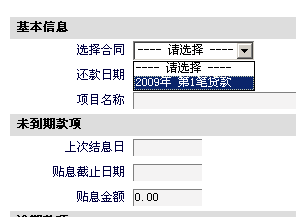 基本信息
选择合同 ---- 请选择 ----
---- 请选择 ----
还款日期 2009年 第1笔贷款
项目名称
未到期款项
上次结息日
贴息截止日期
贴息金额 0.00